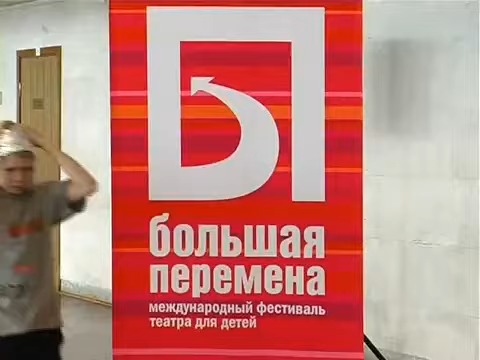 большая
перемена
международный фестиваль
театра для детей